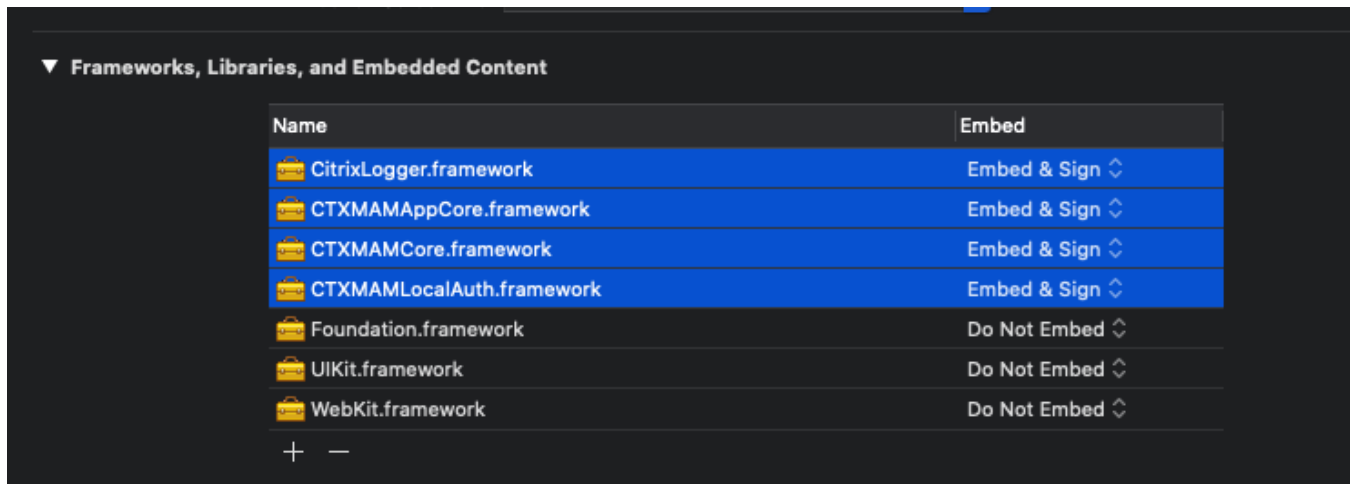 Frameworks, Libraries, and Embedded Content
Name Embed
CitrixLogger.framework Embed & Sign
CTXMAMAppCore.framework Embed & Sign
CTXMAMCore.framework Embed & Sign
CTXMAMLocalAuth.framework Embed & Sign
Foundation.framework Do Not Embed
UIKit.framework Do Not Embed
WebKit.framework Do Not Embed